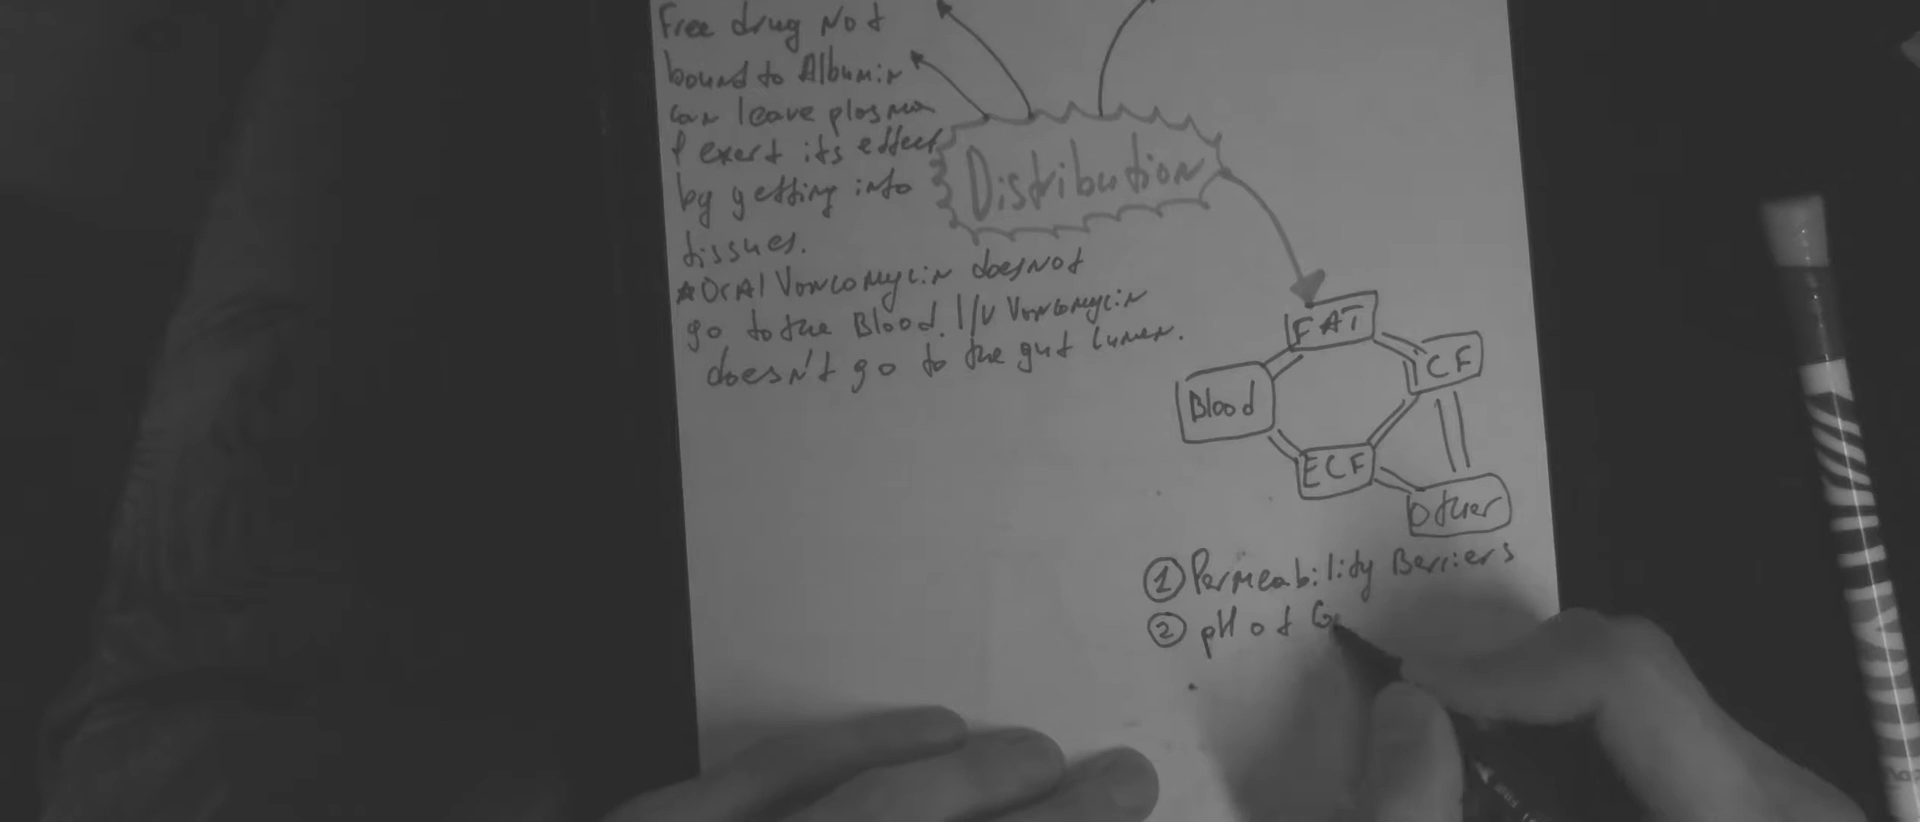 Free drug Not
bound to Albumin
can leave plasma
& exert its effect
by getting into
tissues.
Distribution
*Oral Vancomycin does Not
go to the Blood. I/V Vancomycin
doesn't go to the gut lumen.
FAT
CF
Blood
ECF
Other
① Permeability Barriers
② pH of